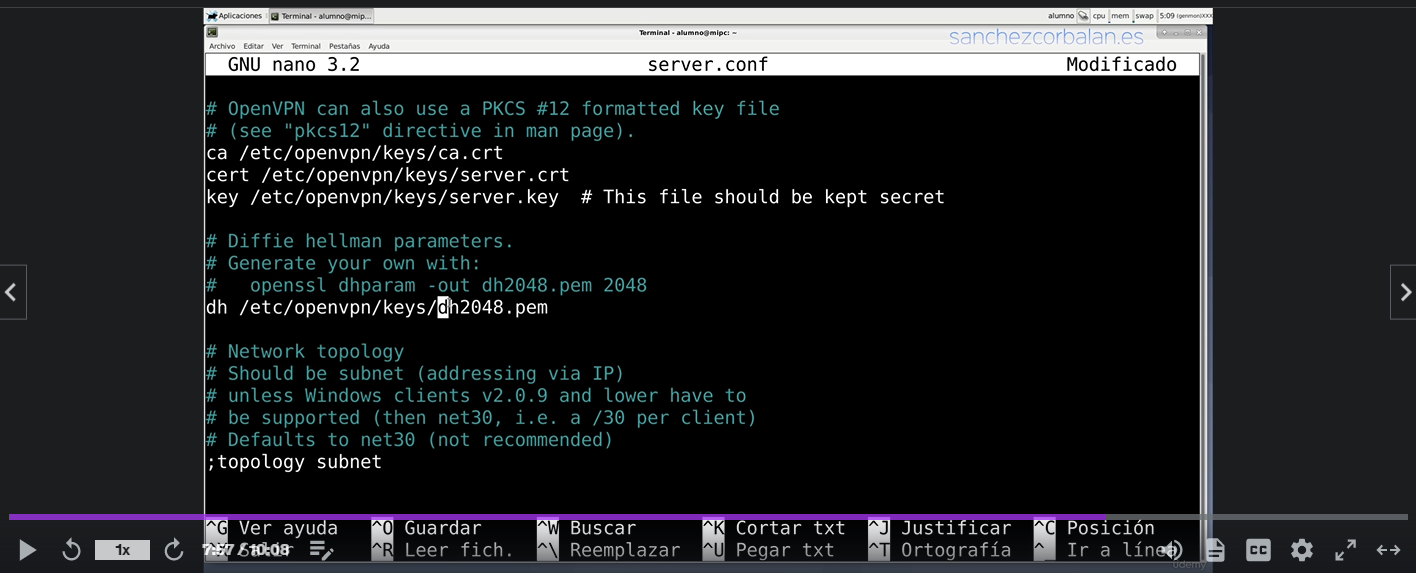 Aplicaciones Terminal - alumno@mip... alumno cpu mem swap 5:09 (genmon)XXX
Terminal - alumno@mipc: ~
sanchezcorbalan.es
Archivo Editar Ver Terminal Pestañas Ayuda
GNU nano 3.2 server.conf Modificado
# OpenVPN can also use a PKCS #12 formatted key file
# (see "pkcs12" directive in man page).
ca /etc/openvpn/keys/ca.crt
cert /etc/openvpn/keys/server.crt
key /etc/openvpn/keys/server.key # This file should be kept secret
# Diffie hellman parameters.
# Generate your own with:
# openssl dhparam -out dh2048.pem 2048
dh /etc/openvpn/keys/dh2048.pem
# Network topology
# Should be subnet (addressing via IP)
# unless Windows clients v2.0.9 and lower have to
# be supported (then net30, i.e. a /30 per client)
# Defaults to net30 (not recommended)
;topology subnet
^G Ver ayuda ^O Guardar ^W Buscar ^K Cortar txt ^J Justificar ^C Posición
^R Leer fich. ^\ Reemplazar ^U Pegar txt ^T Ortografía ^_ Ir a línea
1x 7:57 / 10:08 CC
udemy